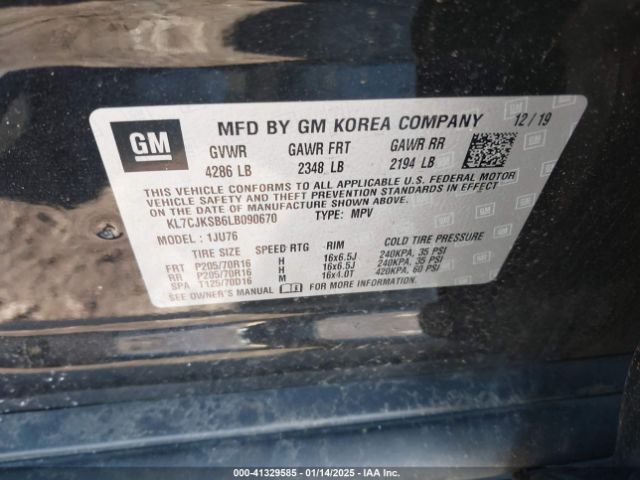 GM
MFD BY GM KOREA COMPANY 12/19
GVWR GAWR FRT GAWR RR
4286 LB 2348 LB 2194 LB
THIS VEHICLE CONFORMS TO ALL APPLICABLE U.S. FEDERAL MOTOR
VEHICLE SAFETY, BUMPER, AND THEFT PREVENTION STANDARDS IN EFFECT
ON THE DATE OF MANUFACTURE SHOWN ABOVE.
KL7CJKSB6LB090670 TYPE: MPV
MODEL : 1JU76
TIRE SIZE SPEED RTG RIM COLD TIRE PRESSURE
FRT P205/70R16 H 16x6.5J 240KPA, 35 PSI
RR P205/70R16 H 16x6.5J 240KPA, 35 PSI
SPA T125/70D16 M 16x4.0T 420KPA, 60 PSI
SEE OWNER'S MANUAL FOR MORE INFORMATION.
000-41329585 - 01/14/2025 - IAA Inc.